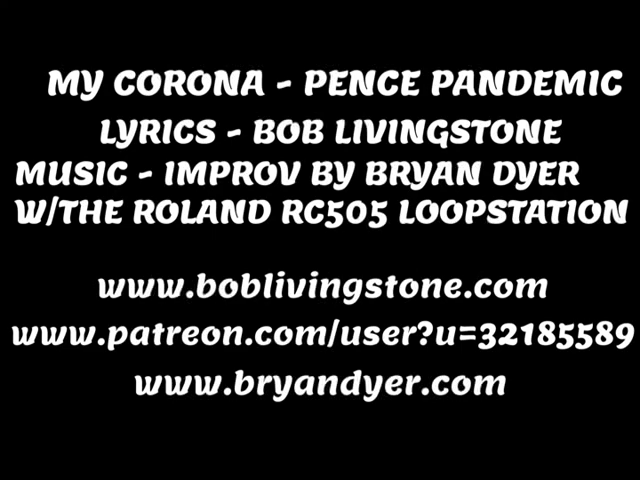 MY CORONA - PENCE PANDEMIC
LYRICS - BOB LIVINGSTONE
MUSIC - IMPROV BY BRYAN DYER
W/THE ROLAND RC505 LOOPSTATION
www.boblivingstone.com
www.patreon.com/user?u=32185589
www.bryandyer.com